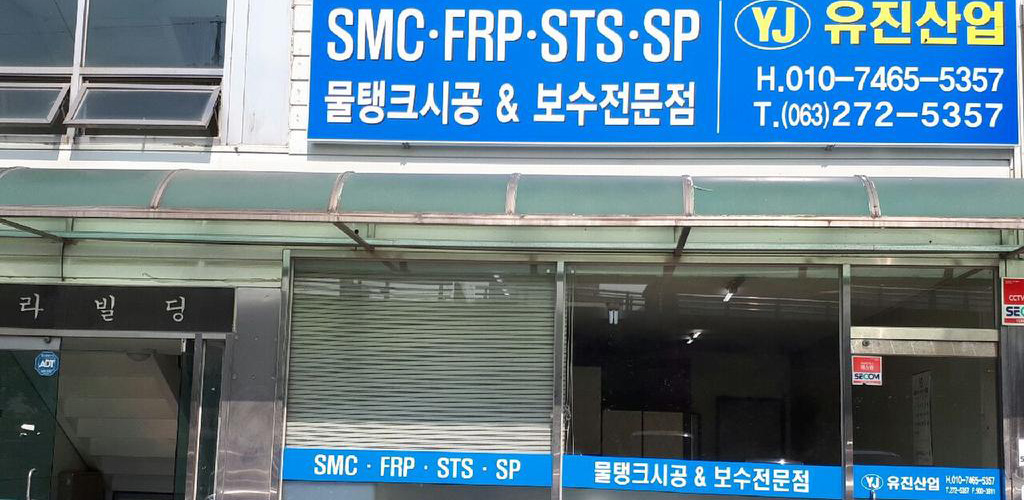 SMC·FRP·STS·SP
물탱크시공 & 보수전문점
YJ 유진산업
H.010-7465-5357
T.(063)272-5357
라 빌 딩
ADT
CCTV
SECOM
SMC · FRP · STS · SP
물탱크시공 & 보수전문점
YJ 유진산업
H.010-7465-5357